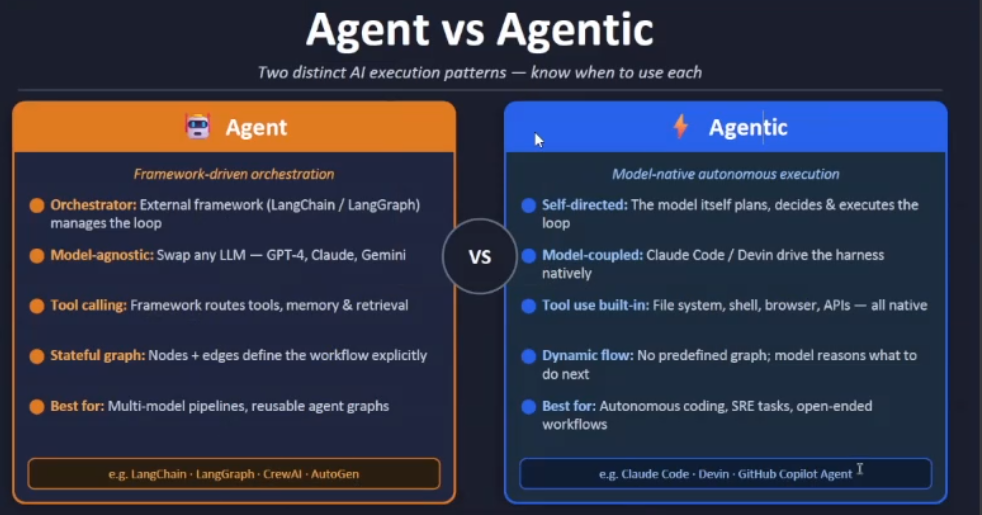 Agent vs Agentic
Two distinct AI execution patterns — know when to use each
Agent
Framework-driven orchestration
Orchestrator: External framework (LangChain / LangGraph)
manages the loop
Model-agnostic: Swap any LLM — GPT-4, Claude, Gemini
Tool calling: Framework routes tools, memory & retrieval
Stateful graph: Nodes + edges define the workflow explicitly
Best for: Multi-model pipelines, reusable agent graphs
e.g. LangChain · LangGraph · CrewAI · AutoGen
VS
Agentic
Model-native autonomous execution
Self-directed: The model itself plans, decides & executes the
loop
Model-coupled: Claude Code / Devin drive the harness
natively
Tool use built-in: File system, shell, browser, APIs — all native
Dynamic flow: No predefined graph; model reasons what to
do next
Best for: Autonomous coding, SRE tasks, open-ended
workflows
e.g. Claude Code · Devin · GitHub Copilot Agent